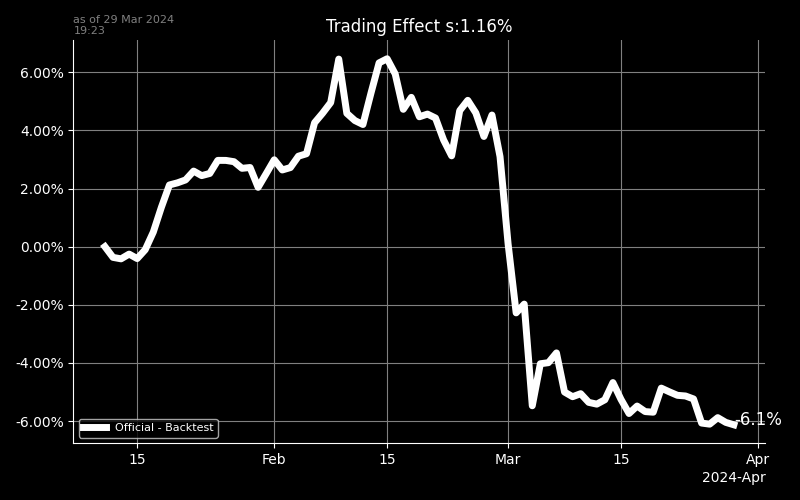 as of 29 Mar 2024
19:23
Trading Effect s:1.16%
6.00%
4.00%
2.00%
0.00%
-2.00%
-4.00%
-6.00%
-6.1%
Official - Backtest
15 Feb 15 Mar 15 Apr
2024-Apr